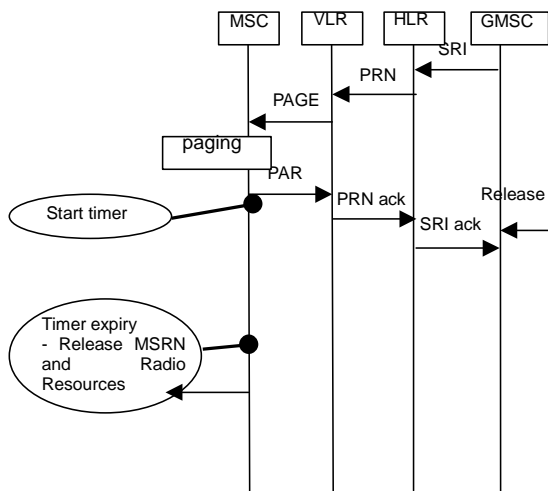 MSC VLR HLR GMSC
SRI
PRN
PAGE
paging
PAR
Start timer
PRN ack
Release
SRI ack
Timer expiry
- Release MSRN
and Radio
Resources